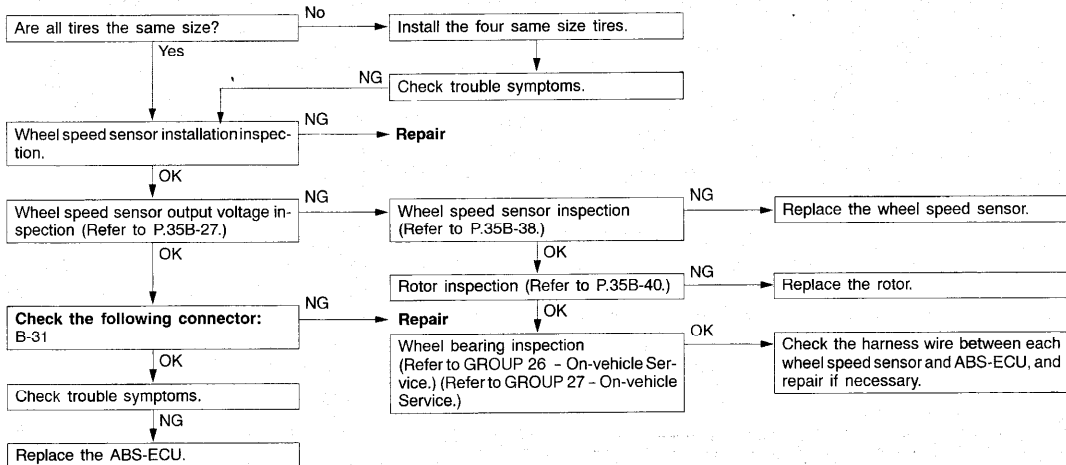 Are all tires the same size?
No
Install the four same size tires.
Yes
NG
Check trouble symptoms.
Wheel speed sensor installation inspec-
tion.
NG
Repair
OK
Wheel speed sensor output voltage in-
spection (Refer to P.35B-27.)
NG
Wheel speed sensor inspection
(Refer to P.35B-38.)
NG
Replace the wheel speed sensor.
OK
OK
Rotor inspection (Refer to P.35B-40.)
NG
Replace the rotor.
Check the following connector:
B-31
NG
Repair
OK
Wheel bearing inspection
(Refer to GROUP 26 – On-vehicle Ser-
vice.) (Refer to GROUP 27 – On-vehicle
Service.)
OK
Check the harness wire between each
wheel speed sensor and ABS-ECU, and
repair if necessary.
OK
Check trouble symptoms.
NG
Replace the ABS-ECU.